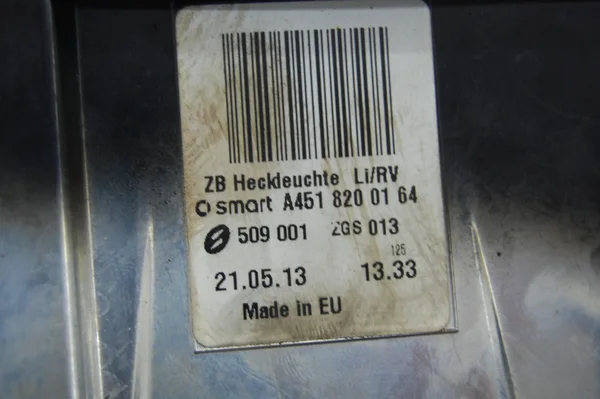 ZB Heckleuchte Li/RV
smart A451 820 01 64
509 001 ZGS 013
126
21.05.13 13.33
Made in EU